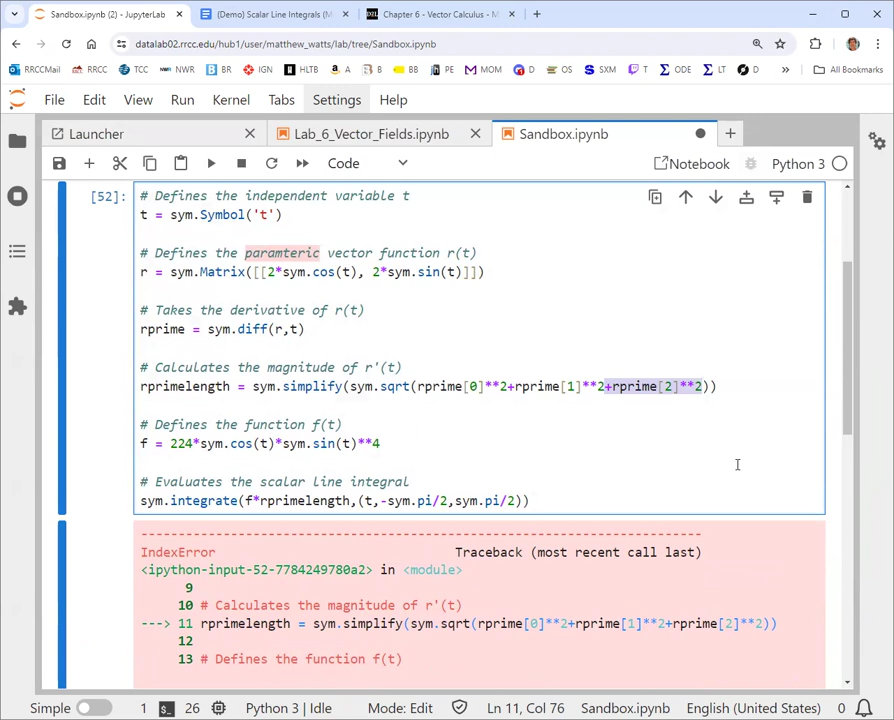 Sandbox.ipynb (2) - JupyterLab
(Demo) Scalar Line Integrals (M
DZL
Chapter 6 - Vector Calculus - M
datalab02.rrcc.edu/hub1/user/matthew_watts/lab/tree/Sandbox.ipynb
RRCCMail RRCC TCC NWR BR IGN HLTB A B BB PE MOM D OS SXM T ODE LT D » All Bookmarks
File Edit View Run Kernel Tabs Settings Help
Launcher
Lab_6_Vector_Fields.ipynb
Sandbox.ipynb
Code
Notebook
Python 3
[52]:
# Defines the independent variable t
t = sym.Symbol('t')
# Defines the paramteric vector function r(t)
r = sym.Matrix([[2*sym.cos(t), 2*sym.sin(t)]])
# Takes the derivative of r(t)
rprime = sym.diff(r,t)
# Calculates the magnitude of r'(t)
rprimelength = sym.simplify(sym.sqrt(rprime[0]**2+rprime[1]**2+rprime[2]**2))
# Defines the function f(t)
f = 224*sym.cos(t)*sym.sin(t)**4
# Evaluates the scalar line integral
sym.integrate(f*rprimelength,(t,-sym.pi/2,sym.pi/2))
---------------------------------------------------------------------------
IndexError Traceback (most recent call last)
<ipython-input-52-7784249780a2> in <module>
9
10 # Calculates the magnitude of r'(t)
---> 11 rprimelength = sym.simplify(sym.sqrt(rprime[0]**2+rprime[1]**2+rprime[2]**2))
12
13 # Defines the function f(t)
Simple 1 26 Python 3 | Idle Mode: Edit Ln 11, Col 76 Sandbox.ipynb English (United States) 0